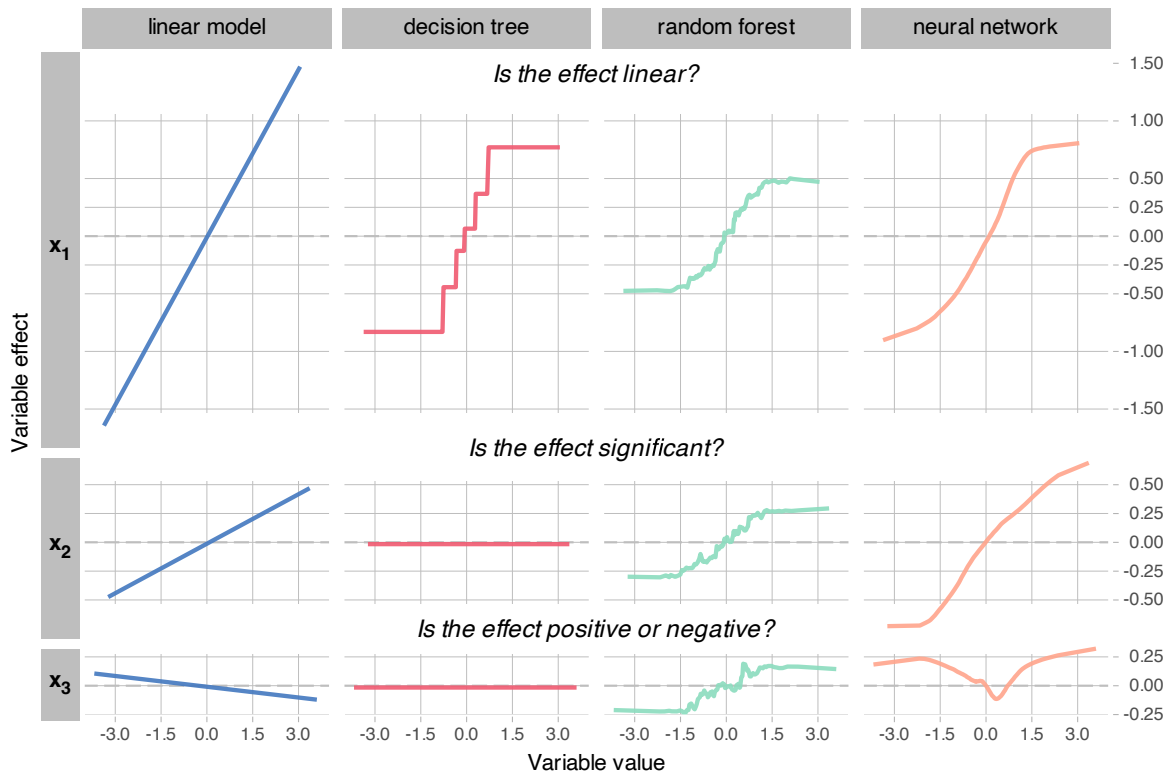 linear model
decision tree
random forest
neural network
Is the effect linear?
x1
1.50
1.00
0.50
0.25
0.00
-0.25
-0.50
-1.00
-1.50
Variable effect
Is the effect significant?
x2
0.50
0.25
0.00
-0.25
-0.50
Is the effect positive or negative?
x3
0.25
0.00
-0.25
-3.0 -1.5 0.0 1.5 3.0
-3.0 -1.5 0.0 1.5 3.0
-3.0 -1.5 0.0 1.5 3.0
-3.0 -1.5 0.0 1.5 3.0
Variable value